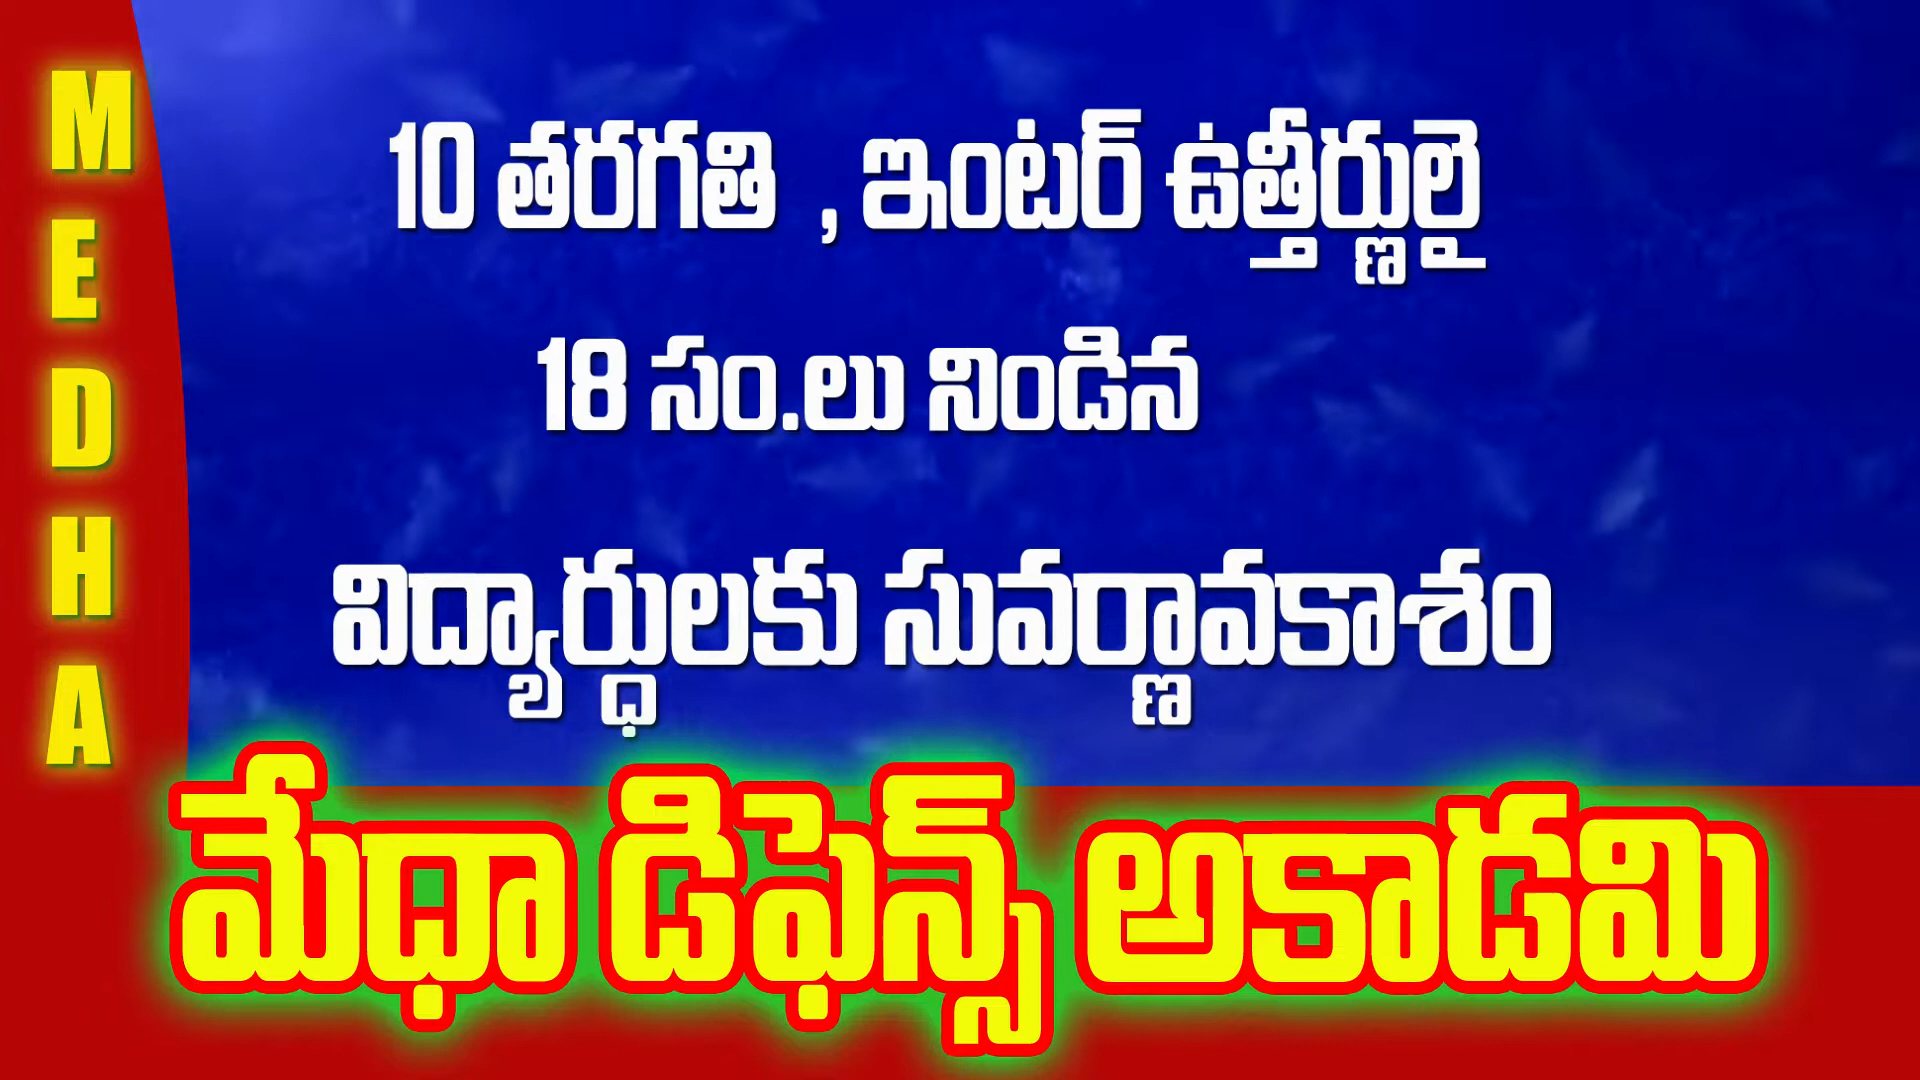 MEDHA
10 తరగతి , ఇంటర్ ఉత్తీర్ణులై
18 సం.లు నిండిన
విద్యార్ధులకు సువర్ణావకాశం
మేధా డిఫెన్స్ అకాడమి